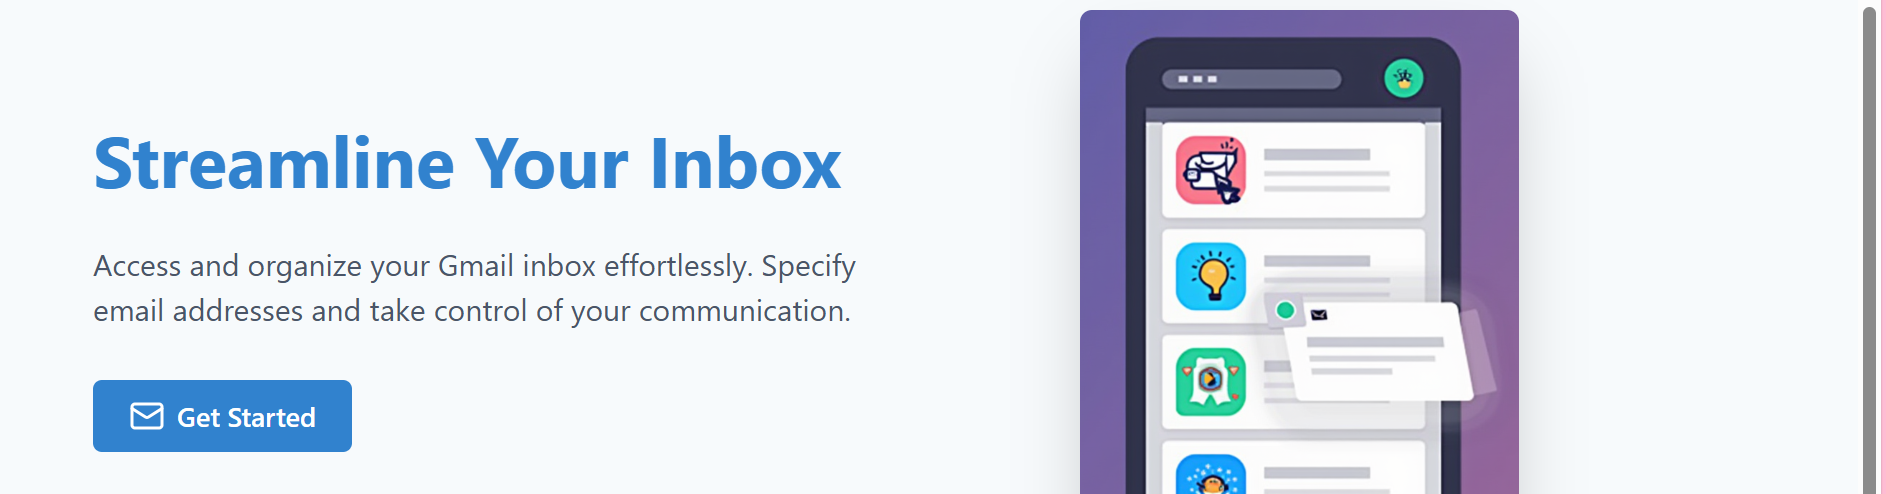 Streamline Your Inbox
Access and organize your Gmail inbox effortlessly. Specify
email addresses and take control of your communication.
Get Started